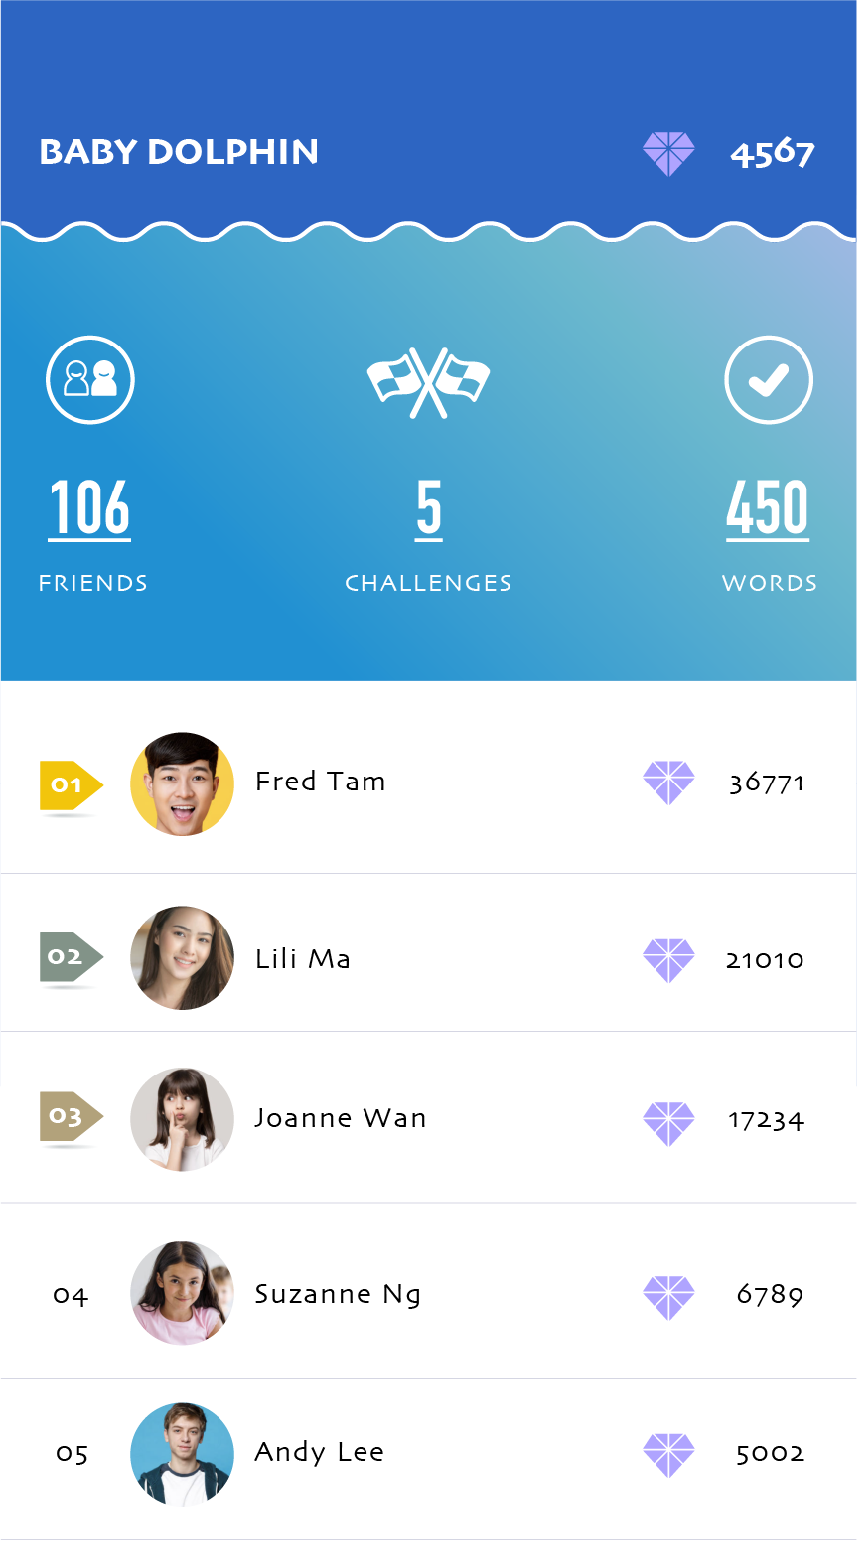 BABY DOLPHIN 4567
106 5 450
FRIENDS CHALLENGES WORDS
01 Fred Tam 36771
02 Lili Ma 21010
03 Joanne Wan 17234
04 Suzanne Ng 6789
05 Andy Lee 5002